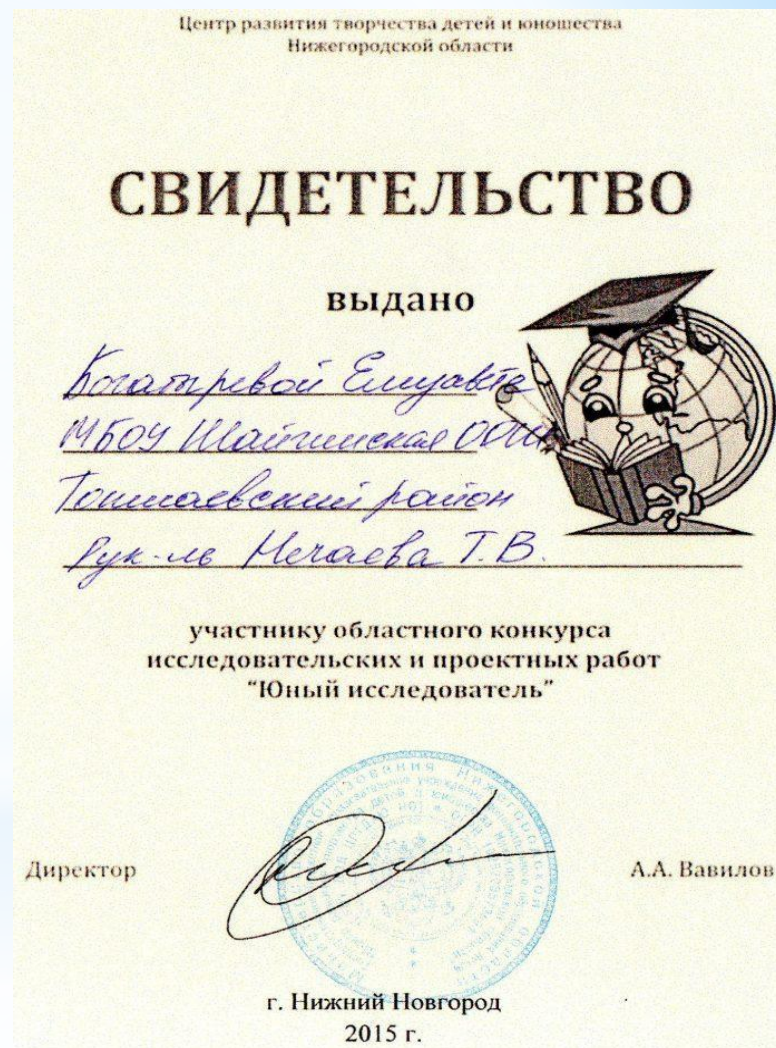 Центр развития творчества детей и юношества
Нижегородской области
СВИДЕТЕЛЬСТВО
выдано
Богатыревой Елизавете
МБОУ Шайгинская ООШ
Тоншаевский район
Рук-ль Нечаева Т.В.
участнику областного конкурса
исследовательских и проектных работ
"Юный исследователь"
Директор
А.А. Вавилов
г. Нижний Новгород
2015 г.